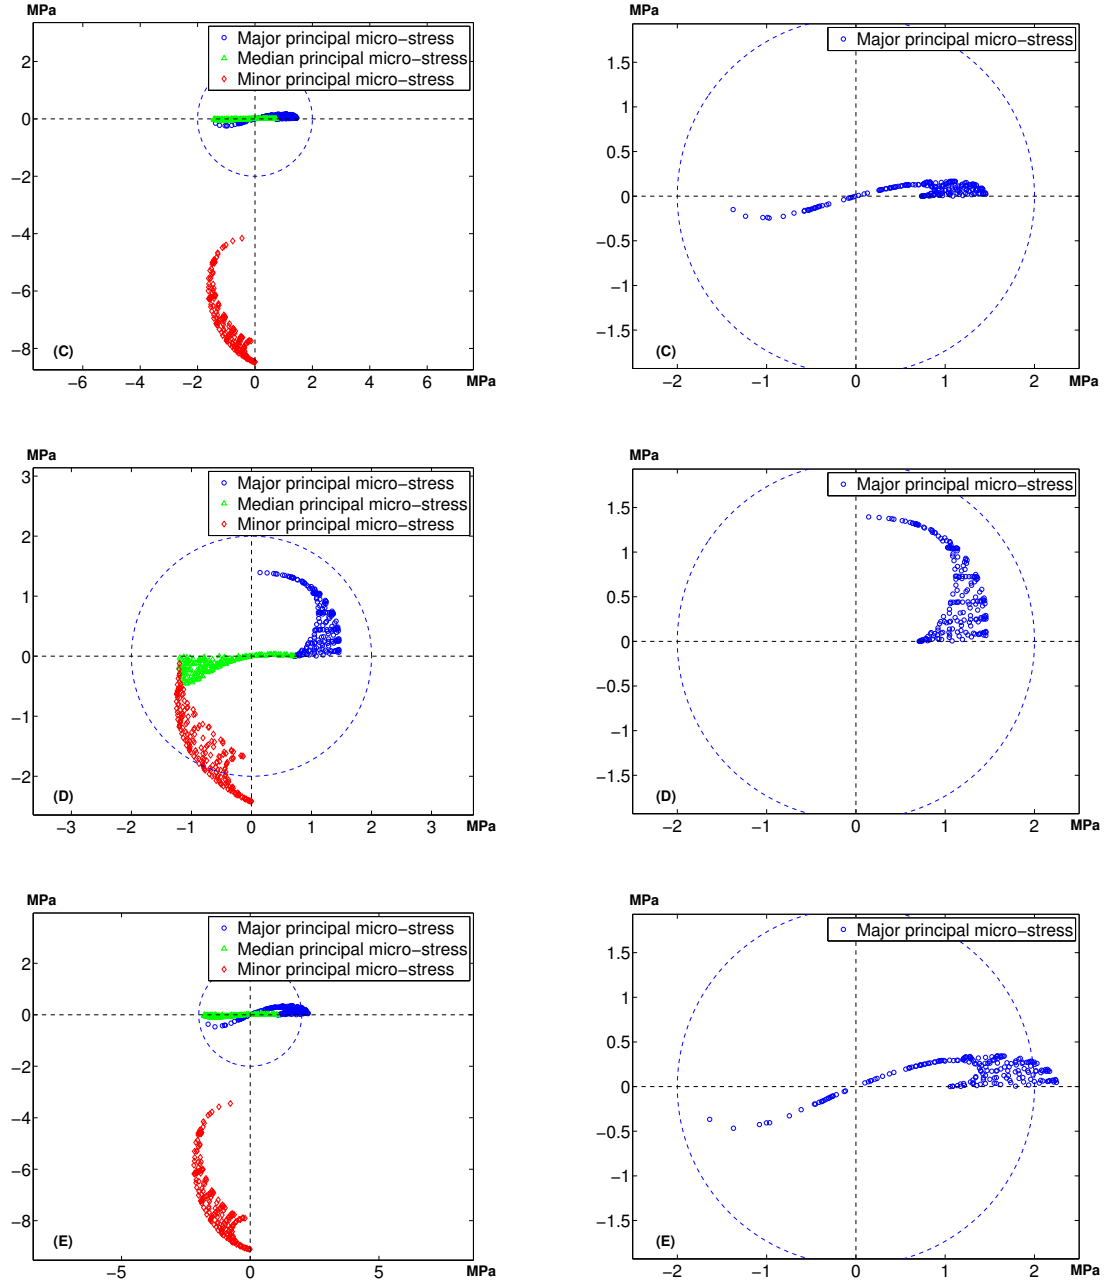 MPa
Major principal micro−stress
Median principal micro−stress
Minor principal micro−stress
2
0
−2
−4
−6
−8
(C)
−6
−4
−2
0
2
4
6
MPa
MPa
Major principal micro−stress
1.5
1
0.5
0
−0.5
−1
−1.5
(C)
−2
−1
0
1
2
MPa
MPa
Major principal micro−stress
Median principal micro−stress
Minor principal micro−stress
3
2
1
0
−1
−2
(D)
−3
−2
−1
0
1
2
3
MPa
MPa
Major principal micro−stress
1.5
1
0.5
0
−0.5
−1
−1.5
(D)
−2
−1
0
1
2
MPa
MPa
Major principal micro−stress
Median principal micro−stress
Minor principal micro−stress
2
0
−2
−4
−6
−8
(E)
−5
0
5
MPa
MPa
Major principal micro−stress
1.5
1
0.5
0
−0.5
−1
−1.5
(E)
−2
−1
0
1
2
MPa